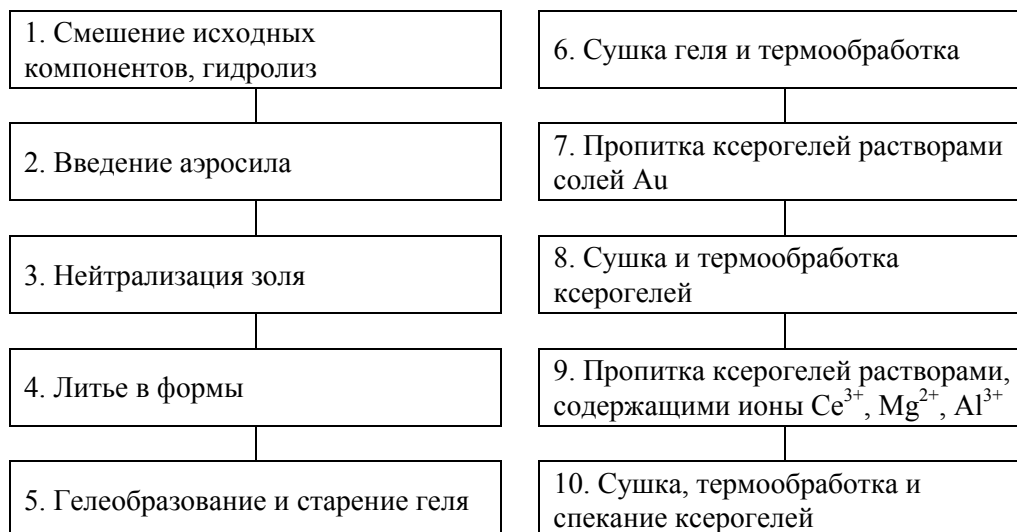 1. Смешение исходных
компонентов, гидролиз
2. Введение аэросила
3. Нейтрализация золя
4. Литье в формы
5. Гелеобразование и старение геля
6. Сушка геля и термообработка
7. Пропитка ксерогелей растворами
солей Au
8. Сушка и термообработка
ксерогелей
9. Пропитка ксерогелей растворами,
содержащими ионы Ce³⁺, Mg²⁺, Al³⁺
10. Сушка, термообработка и
спекание ксерогелей